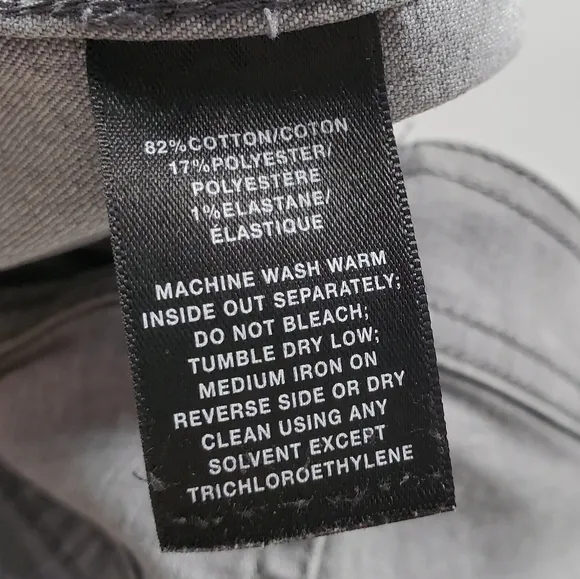 82%COTTON/COTON
17%POLYESTER/
POLYESTERE
1%ELASTANE/
ÉLASTIQUE
MACHINE WASH WARM
INSIDE OUT SEPARATELY;
DO NOT BLEACH;
TUMBLE DRY LOW;
MEDIUM IRON ON
REVERSE SIDE OR DRY
CLEAN USING ANY
SOLVENT EXCEPT
TRICHLOROETHYLENE